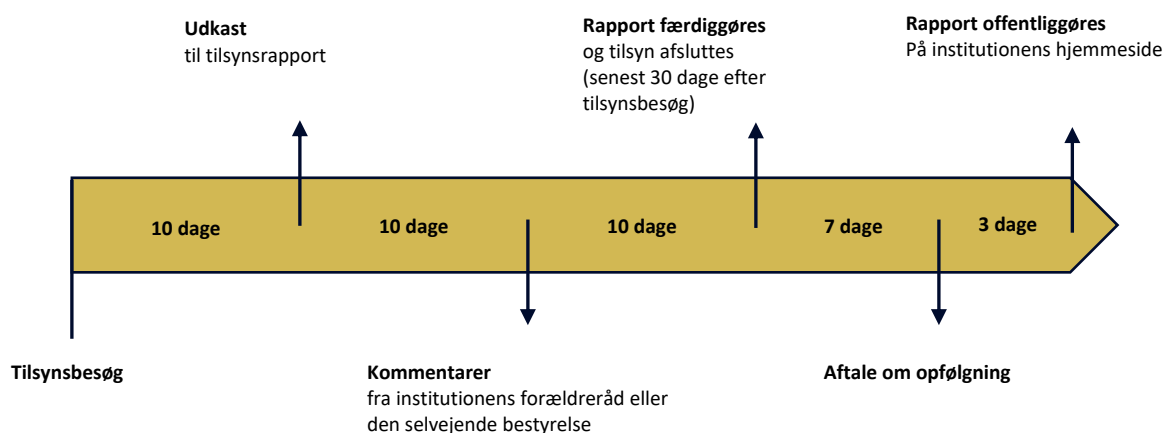 Udkast
til tilsynsrapport
Rapport færdiggøres
og tilsyn afsluttes
(senest 30 dage efter
tilsynsbesøg)
Rapport offentliggøres
På institutionens hjemmeside
10 dage
10 dage
10 dage
7 dage
3 dage
Tilsynsbesøg
Kommentarer
fra institutionens forældreråd eller
den selvejende bestyrelse
Aftale om opfølgning